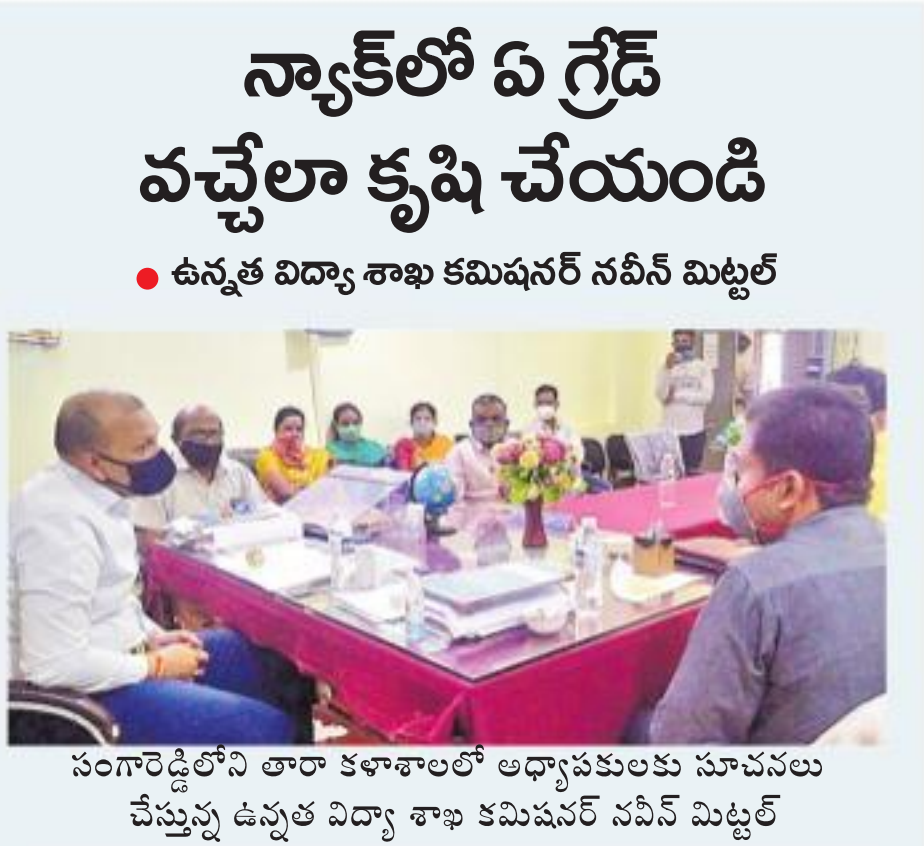 న్యాక్‌లో ఏ గ్రేడ్
వచ్చేలా కృషి చేయండి
● ఉన్నత విద్యా శాఖ కమిషనర్ నవీన్ మిట్టల్
సంగారెడ్డిలోని తారా కళాశాలలో అధ్యాపకులకు సూచనలు
చేస్తున్న ఉన్నత విద్యా శాఖ కమిషనర్ నవీన్ మిట్టల్